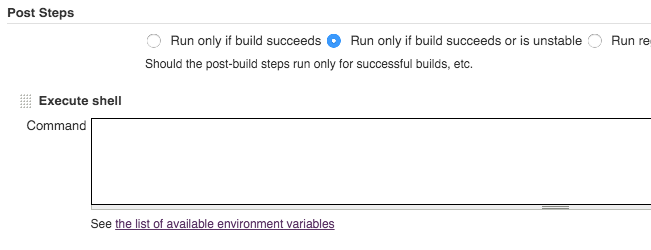 Post Steps
Run only if build succeeds Run only if build succeeds or is unstable Run
Should the post-build steps run only for successful builds, etc.
Execute shell
Command
See the list of available environment variables